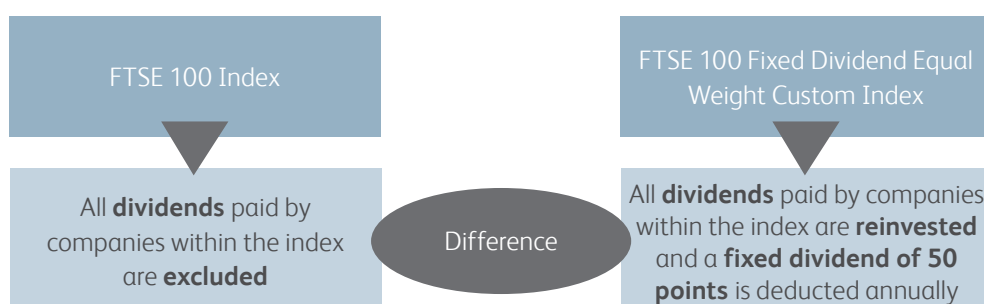 FTSE 100 Index
All dividends paid by
companies within the index
are excluded
Difference
FTSE 100 Fixed Dividend Equal
Weight Custom Index
All dividends paid by companies
within the index are reinvested
and a fixed dividend of 50
points is deducted annually